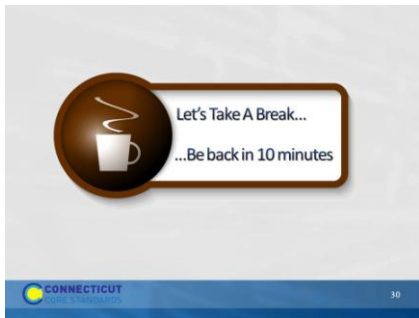 Let's Take A Break...
...Be back in 10 minutes
CONNECTICUT
CORE STANDARDS
30